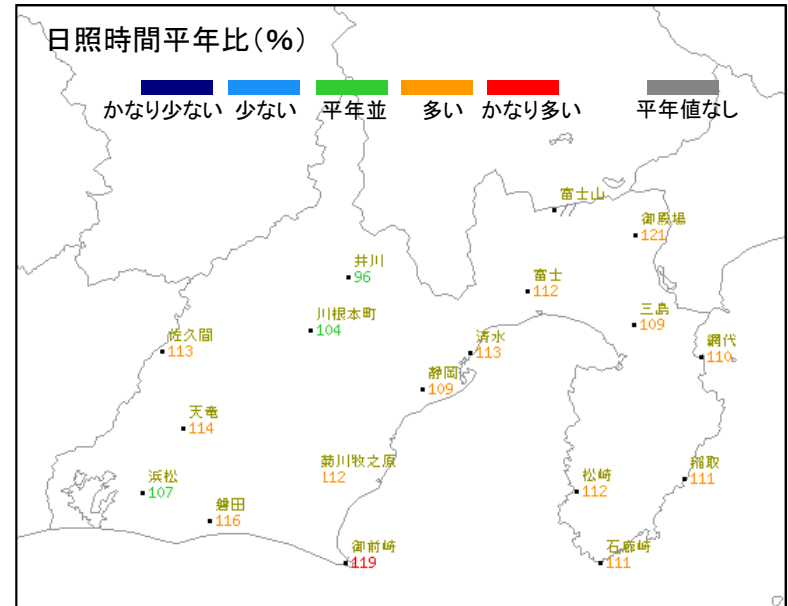 日照時間平年比(%)
かなり少ない 少ない 平年並 多い かなり多い 平年値なし
富士山
御殿場
121
井川
96
富士
112
川根本町
104
三島
109
佐久間
113
清水
113
網代
110
静岡
109
天竜
114
菊川牧之原
112
浜松
107
松崎
112
稲取
111
磐田
116
御前崎
119
石廊崎
111